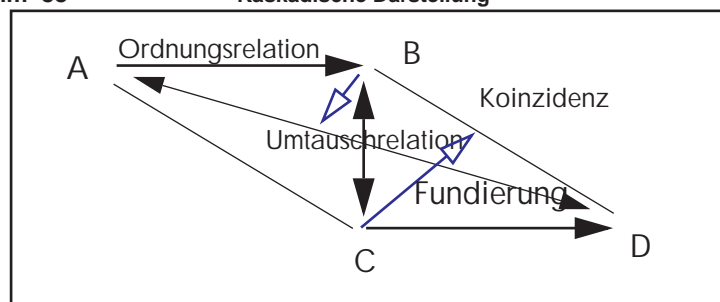 Kaskadische Darstellung
Ordnungsrelation
B
A
Koinzidenz
Umtauschrelation
Fundierung
D
C